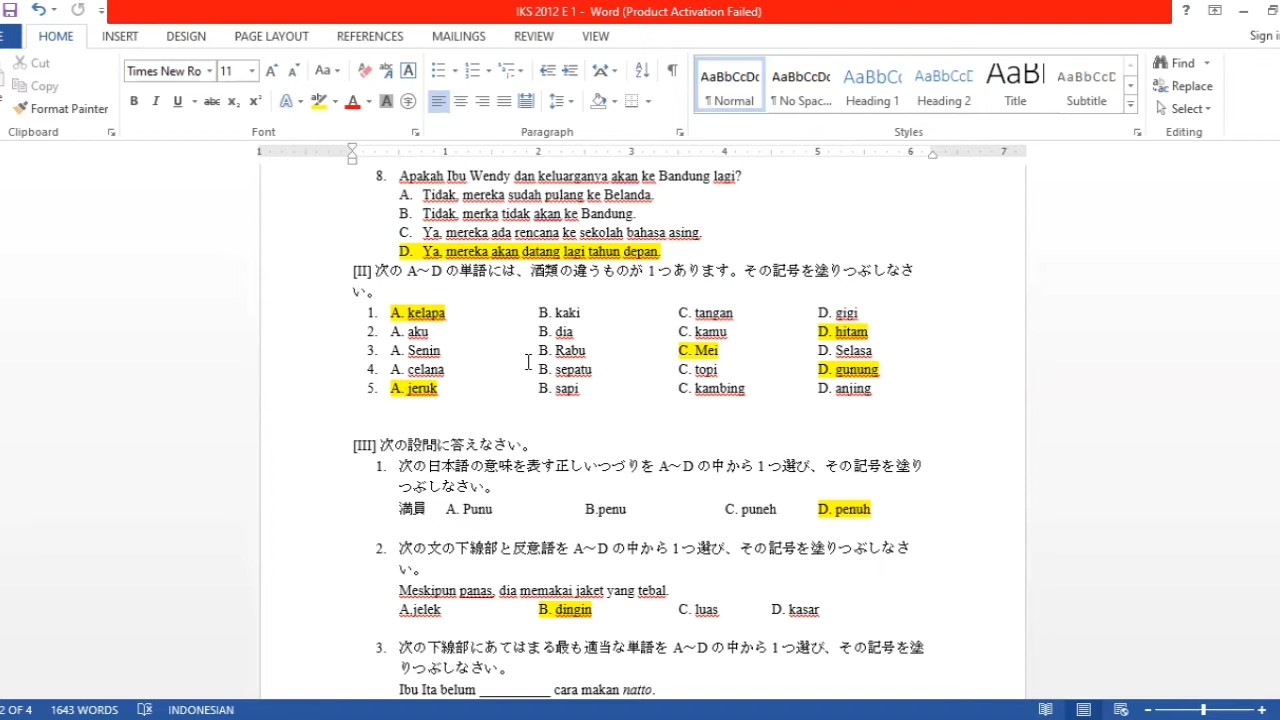 IKS 2012 E 1 - Word (Product Activation Failed)
HOME INSERT DESIGN PAGE LAYOUT REFERENCES MAILINGS REVIEW VIEW
Cut
Copy
Format Painter
Clipboard
Times New Ro 11
Font
Paragraph
AaBbCcDc AaBbCcDc AaBbCc AaBbCcD AaB AaBbCcD
¶ Normal ¶ No Spac... Heading 1 Heading 2 Title Subtitle
Styles
Find
Replace
Select
Editing
1 1 2 3 4 5 6 7
8. Apakah Ibu Wendy dan keluarganya akan ke Bandung lagi?
A. Tidak, mereka sudah pulang ke Belanda.
B. Tidak, merka tidak akan ke Bandung.
C. Ya, mereka ada rencana ke sekolah bahasa asing.
D. Ya, mereka akan datang lagi tahun depan.
[II] 次の A～D の単語には、酒類の違うものが 1 つあります。その記号を塗りつぶしなさ
い。
1. A. kelapa B. kaki C. tangan D. gigi
2. A. aku B. dia C. kamu D. hitam
3. A. Senin B. Rabu C. Mei D. Selasa
4. A. celana B. sepatu C. topi D. gunung
5. A. jeruk B. sapi C. kambing D. anjing
[III] 次の設問に答えなさい。
1. 次の日本語の意味を表す正しいつづりを A～D の中から 1 つ選び、その記号を塗り
つぶしなさい。
満員 A. Punu B.penu C. puneh D. penuh
2. 次の文の下線部と反意語を A～D の中から 1 つ選び、その記号を塗りつぶしなさ
い。
Meskipun panas, dia memakai jaket yang tebal.
A.jelek B. dingin C. luas D. kasar
3. 次の下線部にあてはまる最も適当な単語を A～D の中から 1 つ選び、その記号を塗
りつぶしなさい。
Ibu Ita belum __________ cara makan natto.
2 OF 4 1643 WORDS INDONESIAN